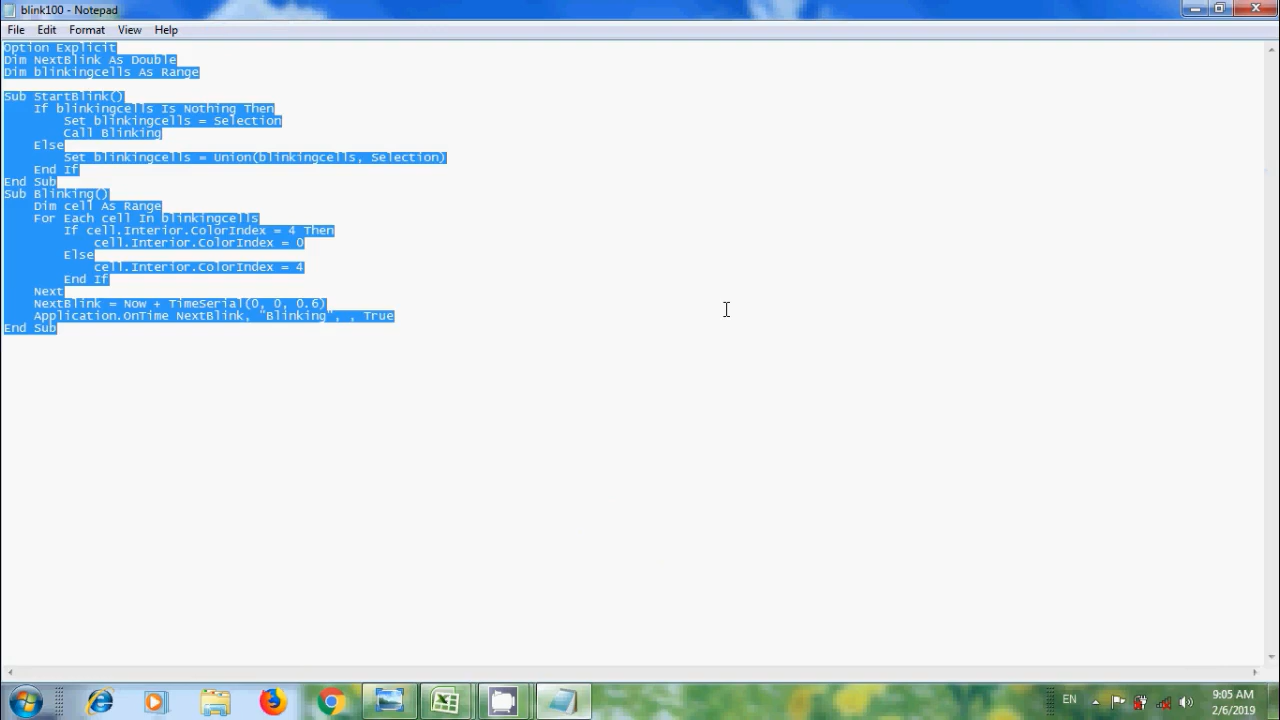 blink100 - Notepad
File Edit Format View Help
Option Explicit
Dim NextBlink As Double
Dim blinkingcells As Range
Sub StartBlink()
If blinkingcells Is Nothing Then
Set blinkingcells = Selection
Call Blinking
Else
Set blinkingcells = Union(blinkingcells, Selection)
End If
End Sub
Sub Blinking()
Dim cell As Range
For Each cell In blinkingcells
If cell.Interior.ColorIndex = 4 Then
cell.Interior.ColorIndex = 0
Else
cell.Interior.ColorIndex = 4
End If
Next
NextBlink = Now + TimeSerial(0, 0, 0.6)
Application.OnTime NextBlink, "Blinking", , True
End Sub
EN
9:05 AM
2/6/2019